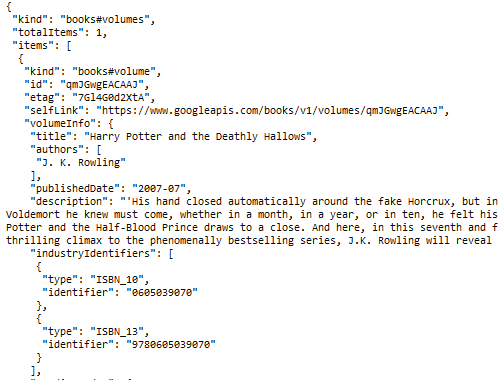 {
"kind": "books#volumes",
"totalItems": 1,
"items": [
{
"kind": "books#volume",
"id": "qmJGwgEACAAJ",
"etag": "7Gl4G0d2XtA",
"selfLink": "https://www.googleapis.com/books/v1/volumes/qmJGwgEACAAJ",
"volumeInfo": {
"title": "Harry Potter and the Deathly Hallows",
"authors": [
"J. K. Rowling"
],
"publishedDate": "2007-07",
"description": "'His hand closed automatically around the fake Horcrux, but in
Voldemort he knew must come, whether in a month, in a year, or in ten, he felt his
Potter and the Half-Blood Prince draws to a close. And here, in this seventh and f
thrilling climax to the phenomenally bestselling series, J.K. Rowling will reveal
"industryIdentifiers": [
{
"type": "ISBN_10",
"identifier": "0605039070"
},
{
"type": "ISBN_13",
"identifier": "9780605039070"
}
],